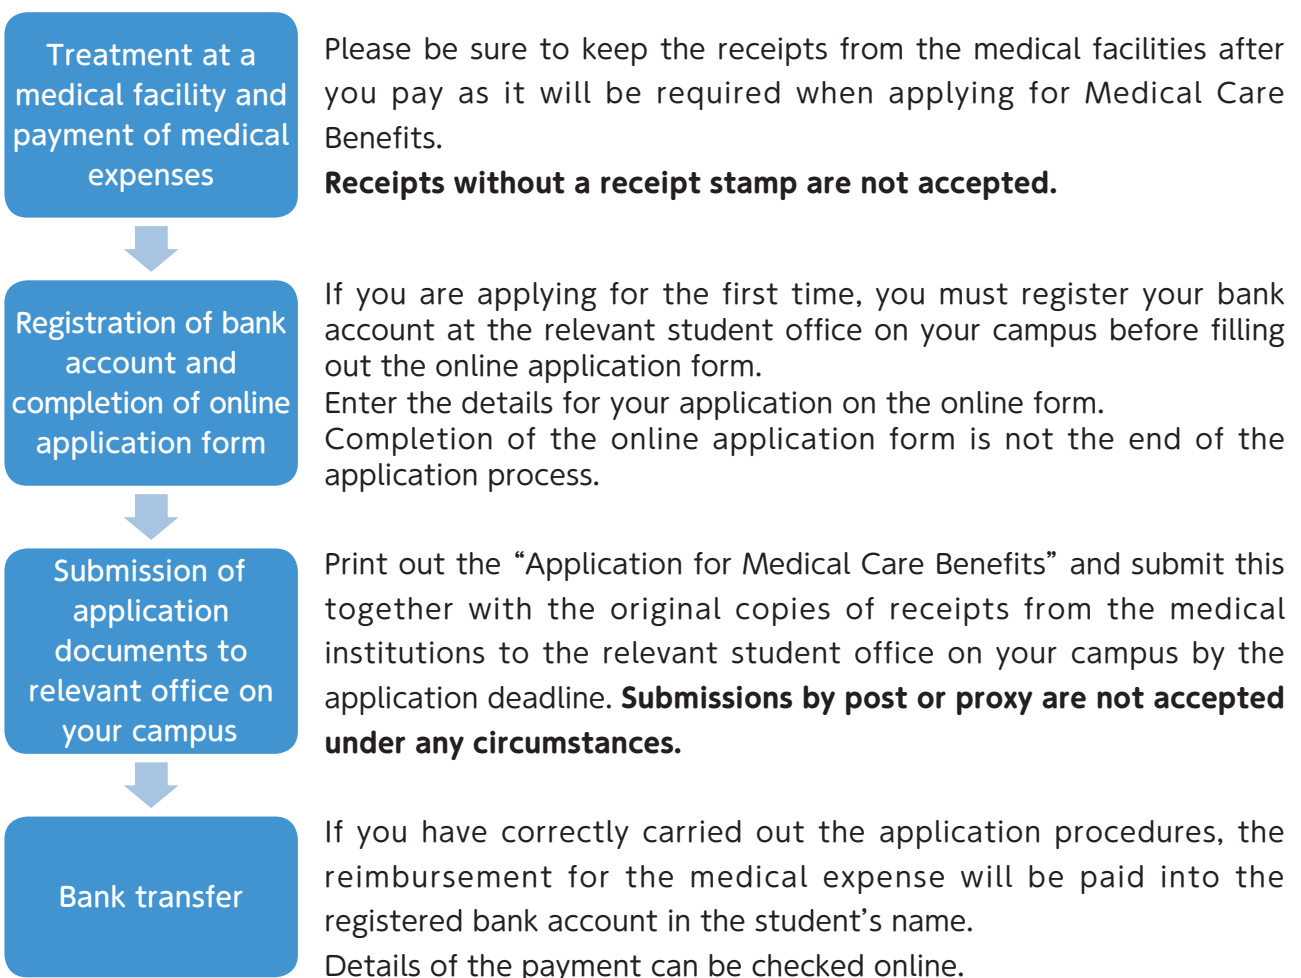 Treatment at a
medical facility and
payment of medical
expenses
Please be sure to keep the receipts from the medical facilities after
you pay as it will be required when applying for Medical Care
Benefits.
Receipts without a receipt stamp are not accepted.
Registration of bank
account and
completion of online
application form
If you are applying for the first time, you must register your bank
account at the relevant student office on your campus before filling
out the online application form.
Enter the details for your application on the online form.
Completion of the online application form is not the end of the
application process.
Submission of
application
documents to
relevant office on
your campus
Print out the “Application for Medical Care Benefits” and submit this
together with the original copies of receipts from the medical
institutions to the relevant student office on your campus by the
application deadline. Submissions by post or proxy are not accepted
under any circumstances.
Bank transfer
If you have correctly carried out the application procedures, the
reimbursement for the medical expense will be paid into the
registered bank account in the student’s name.
Details of the payment can be checked online.